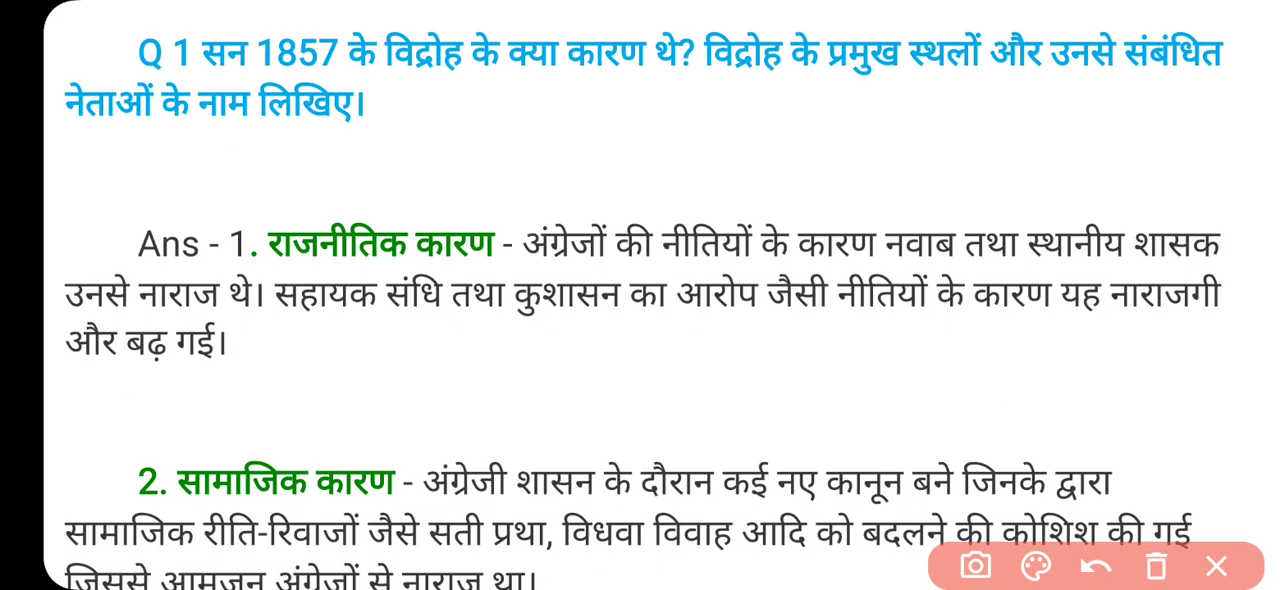 Q 1 सन 1857 के विद्रोह के क्या कारण थे? विद्रोह के प्रमुख स्थलों और उनसे संबंधित
नेताओं के नाम लिखिए।
Ans - 1. राजनीतिक कारण - अंग्रेजों की नीतियों के कारण नवाब तथा स्थानीय शासक
उनसे नाराज थे। सहायक संधि तथा कुशासन का आरोप जैसी नीतियों के कारण यह नाराजगी
और बढ़ गई।
2. सामाजिक कारण - अंग्रेजी शासन के दौरान कई नए कानून बने जिनके द्वारा
सामाजिक रीति-रिवाजों जैसे सती प्रथा, विधवा विवाह आदि को बदलने की कोशिश की गई
जिससे आमजन अंग्रेजों से नाराज था।